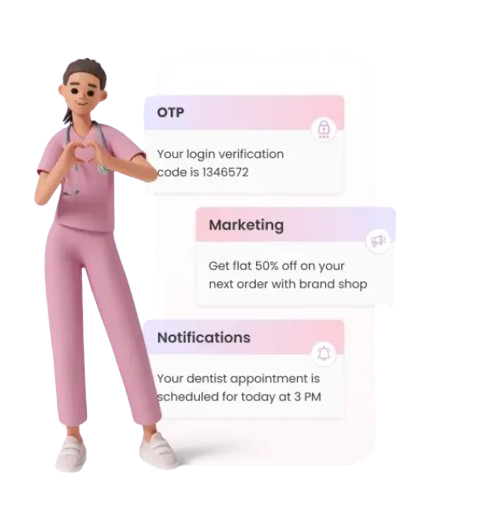 OTP
Your login verification
code is 1346572
Marketing
Get flat 50% off on your
next order with brand shop
Notifications
Your dentist appointment is
scheduled for today at 3 PM